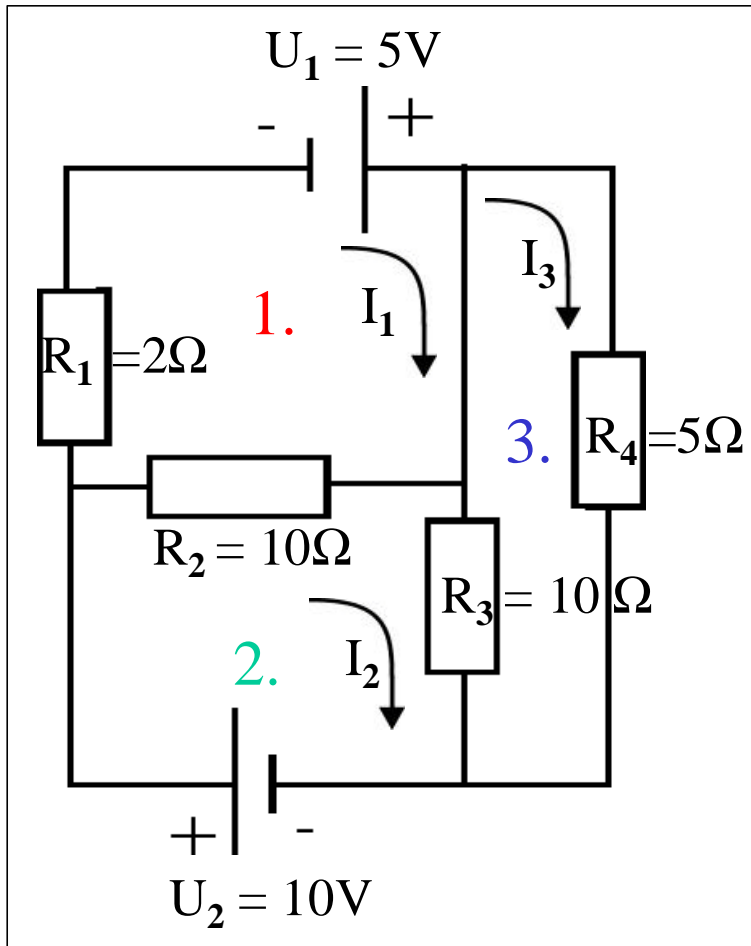 U₁ = 5V
- +
I₃
1. I₁
R₁ =2Ω
3. R₄ =5Ω
R₂ = 10Ω
R₃ = 10 Ω
2. I₂
+ -
U₂ = 10V